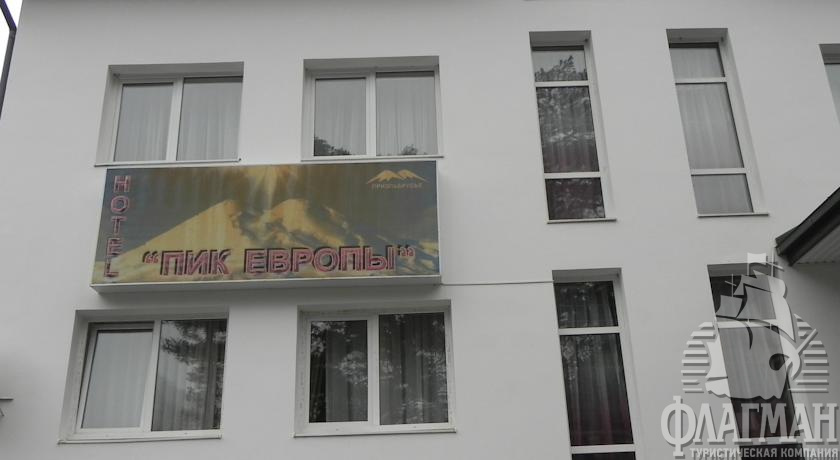 HOTEL
ПРИЭЛЬБРУСЬЕ
“ПИК ЕВРОПЫ“
ФЛАГМАН
ТУРИСТИЧЕСКАЯ КОМПАНИЯ